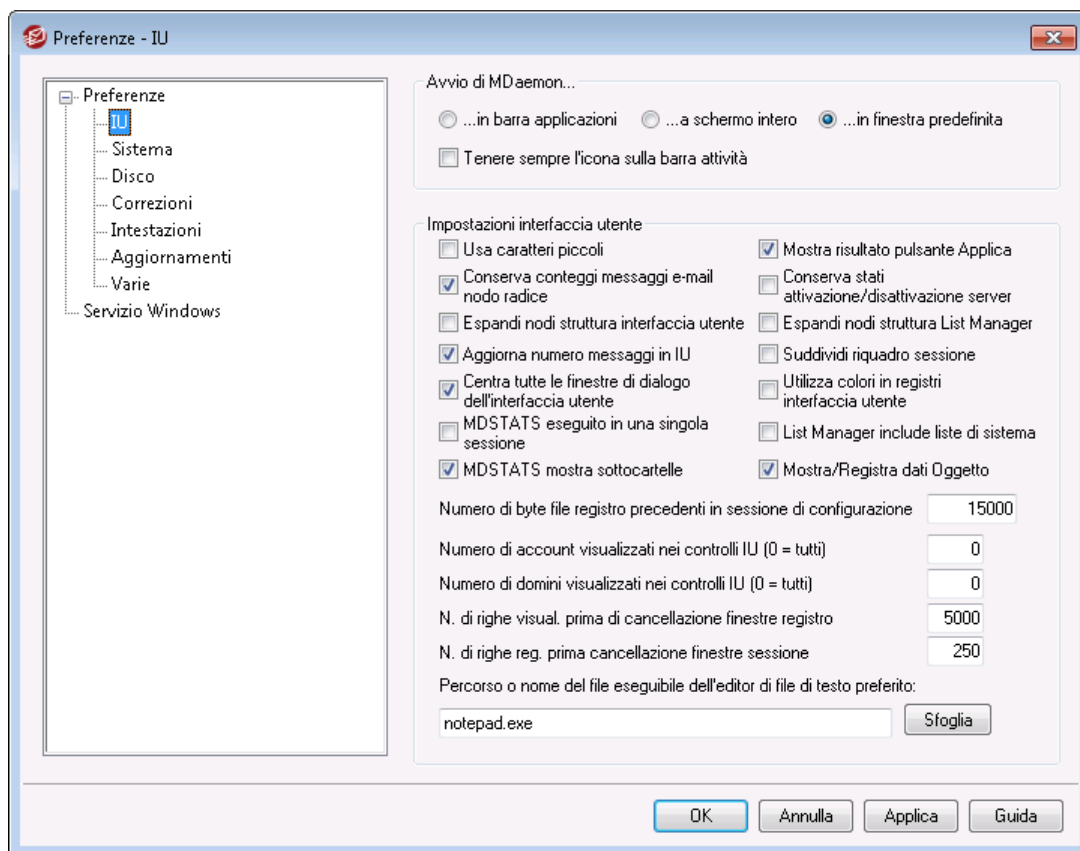 Preferenze - IU
Preferenze
IU
Sistema
Disco
Correzioni
Intestazioni
Aggiornamenti
Varie
Servizio Windows
Avvio di MDaemon...
...in barra applicazioni
...a schermo intero
...in finestra predefinita
Tenere sempre l'icona sulla barra attività
Impostazioni interfaccia utente
Usa caratteri piccoli
Mostra risultato pulsante Applica
Conserva conteggi messaggi e-mail
nodo radice
Conserva stati
attivazione/disattivazione server
Espandi nodi struttura interfaccia utente
Espandi nodi struttura List Manager
Aggiorna numero messaggi in IU
Suddividi riquadro sessione
Centra tutte le finestre di dialogo
dell'interfaccia utente
Utilizza colori in registri
interfaccia utente
MDSTATS eseguito in una singola
sessione
List Manager include liste di sistema
MDSTATS mostra sottocartelle
Mostra/Registra dati Oggetto
Numero di byte file registro precedenti in sessione di configurazione
15000
Numero di account visualizzati nei controlli IU (0 = tutti)
0
Numero di domini visualizzati nei controlli IU (0 = tutti)
0
N. di righe visual. prima di cancellazione finestre registro
5000
N. di righe reg. prima cancellazione finestre sessione
250
Percorso o nome del file eseguibile dell'editor di file di testo preferito:
notepad.exe
Sfoglia
OK
Annulla
Applica
Guida